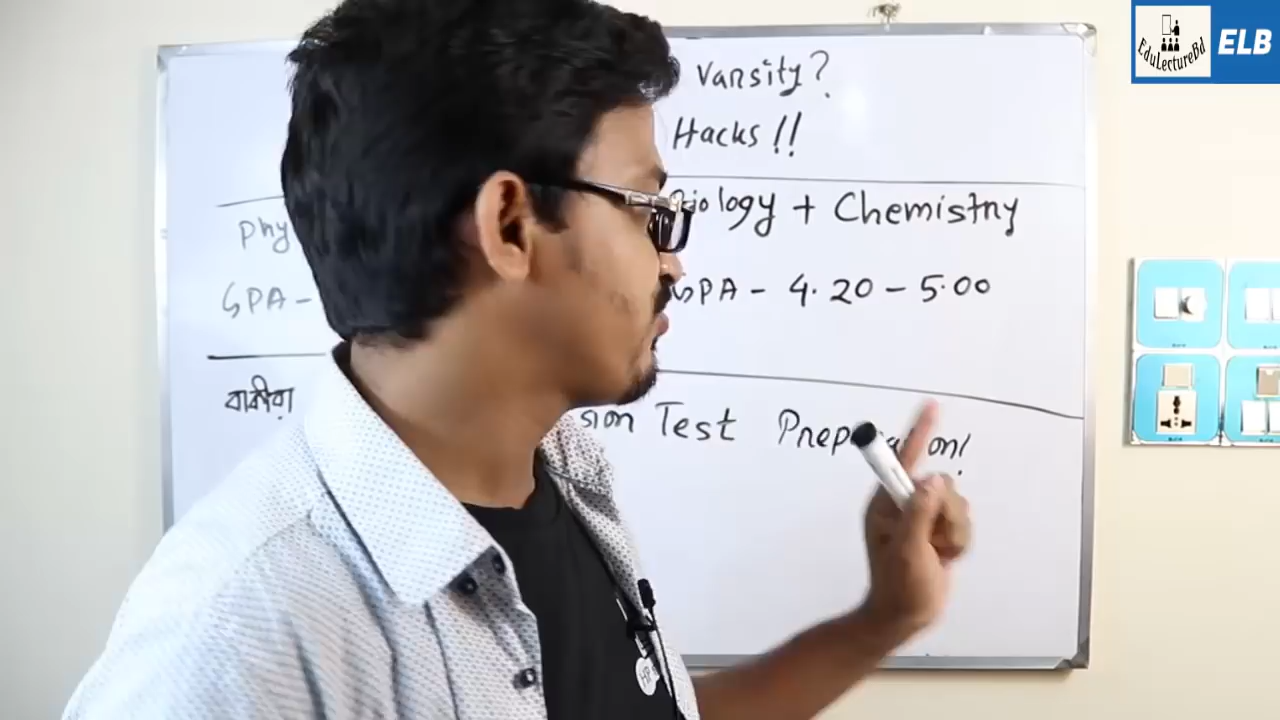 EduLectureBd ELB
Varsity?
Hacks!!
Phy Biology + Chemistry
GPA - GPA - 4.20 - 5.00
বাকীরা sion Test Preparation!